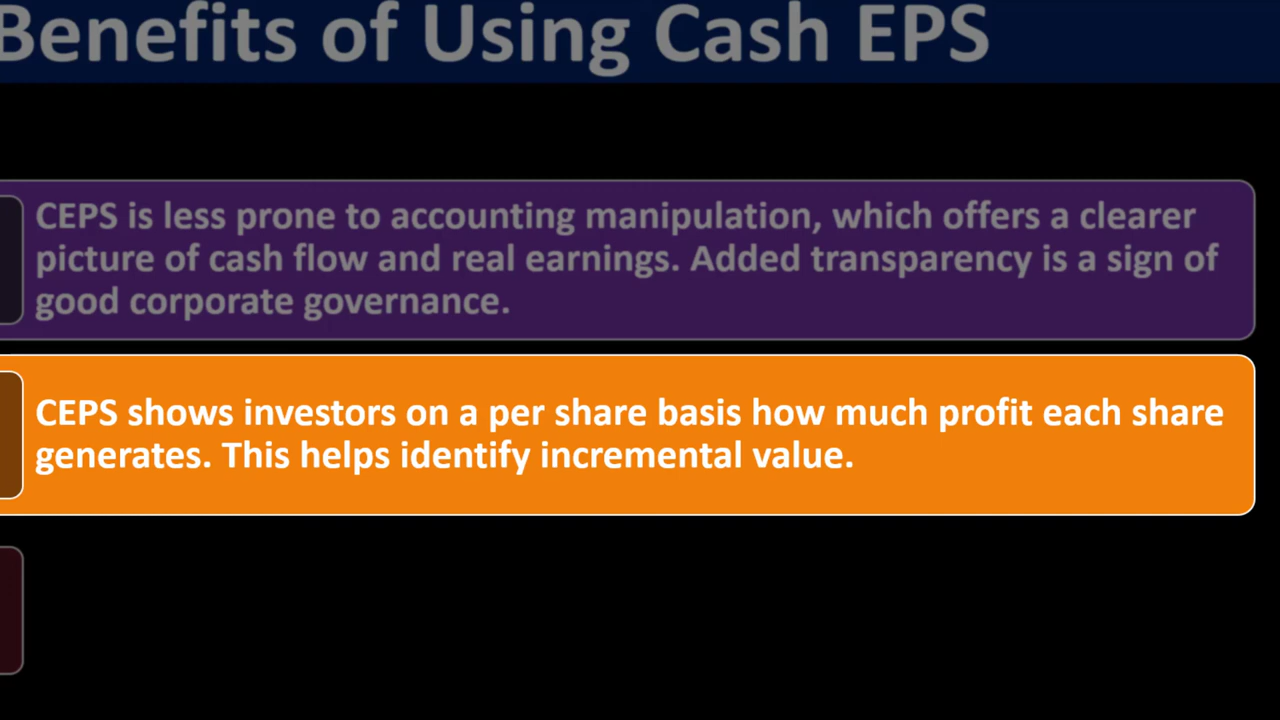 Benefits of Using Cash EPS
CEPS is less prone to accounting manipulation, which offers a clearer
picture of cash flow and real earnings. Added transparency is a sign of
good corporate governance.
CEPS shows investors on a per share basis how much profit each share
generates. This helps identify incremental value.